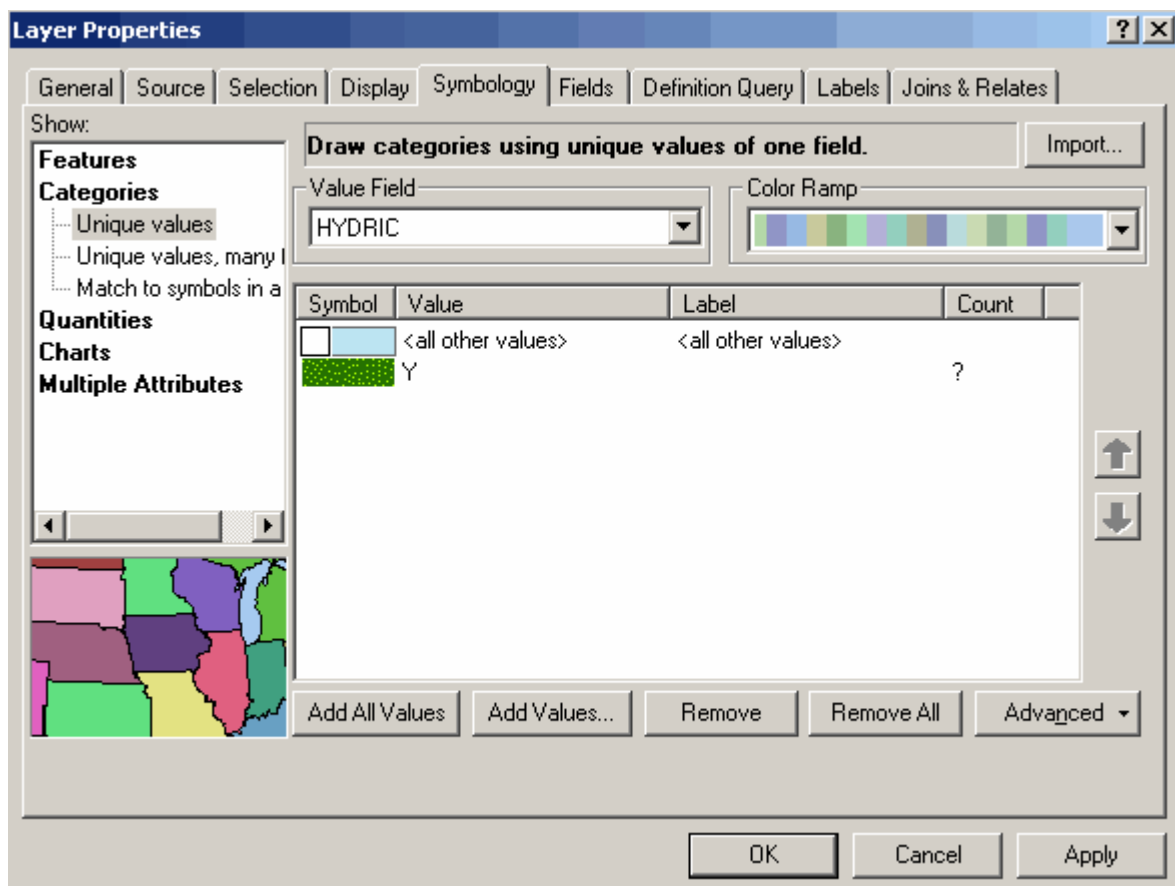 Layer Properties
General Source Selection Display Symbology Fields Definition Query Labels Joins & Relates
Show:
Features
Categories
Unique values
Unique values, many
Match to symbols in a
Quantities
Charts
Multiple Attributes
Draw categories using unique values of one field.
Import...
Value Field
HYDRIC
Color Ramp
Symbol Value Label Count
<all other values> <all other values>
Y ?
Add All Values Add Values... Remove Remove All Advanced
OK Cancel Apply